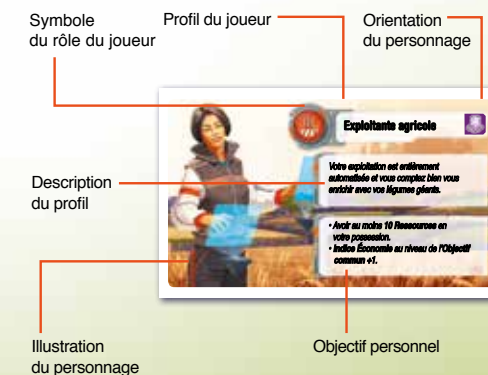 Symbole
du rôle du joueur
Profil du joueur
Orientation
du personnage
Exploitante agricole
Votre exploitation est entièrement
automatisée et vous comptez bien vous
enrichir avec vos légumes géants.
Description
du profil
• Avoir au moins 10 Ressources en
votre possession.
• Indice Économie au niveau de l'Objectif
commun +1.
Illustration
du personnage
Objectif personnel